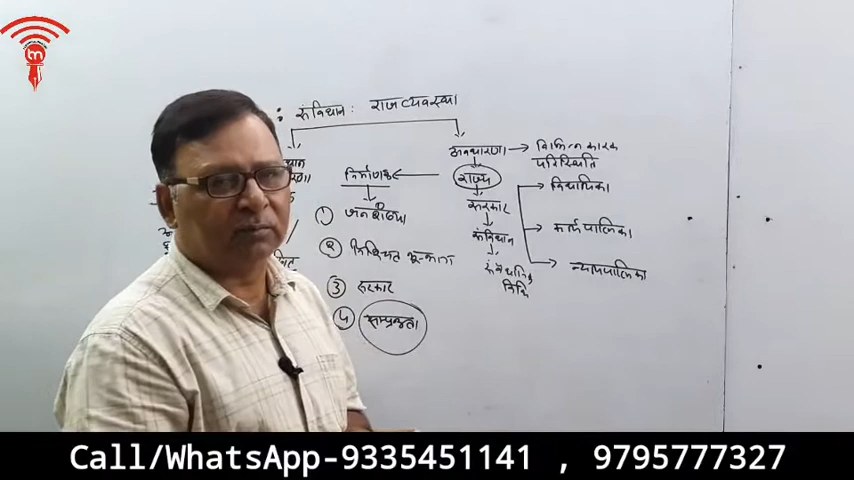 : संविधान : राजव्यवस्था
अवधारणा → विभिन्न कारक
परिस्थिति
निर्माणक
राज्य
विधायिका
① जनसंख्या
सरकार
कार्यपालिका
② निश्चित भू-भाग
संविधान
न्यायपालिका
③ सरकार
विधि
④ सम्प्रभुता
Call/WhatsApp-9335451141 , 9795777327